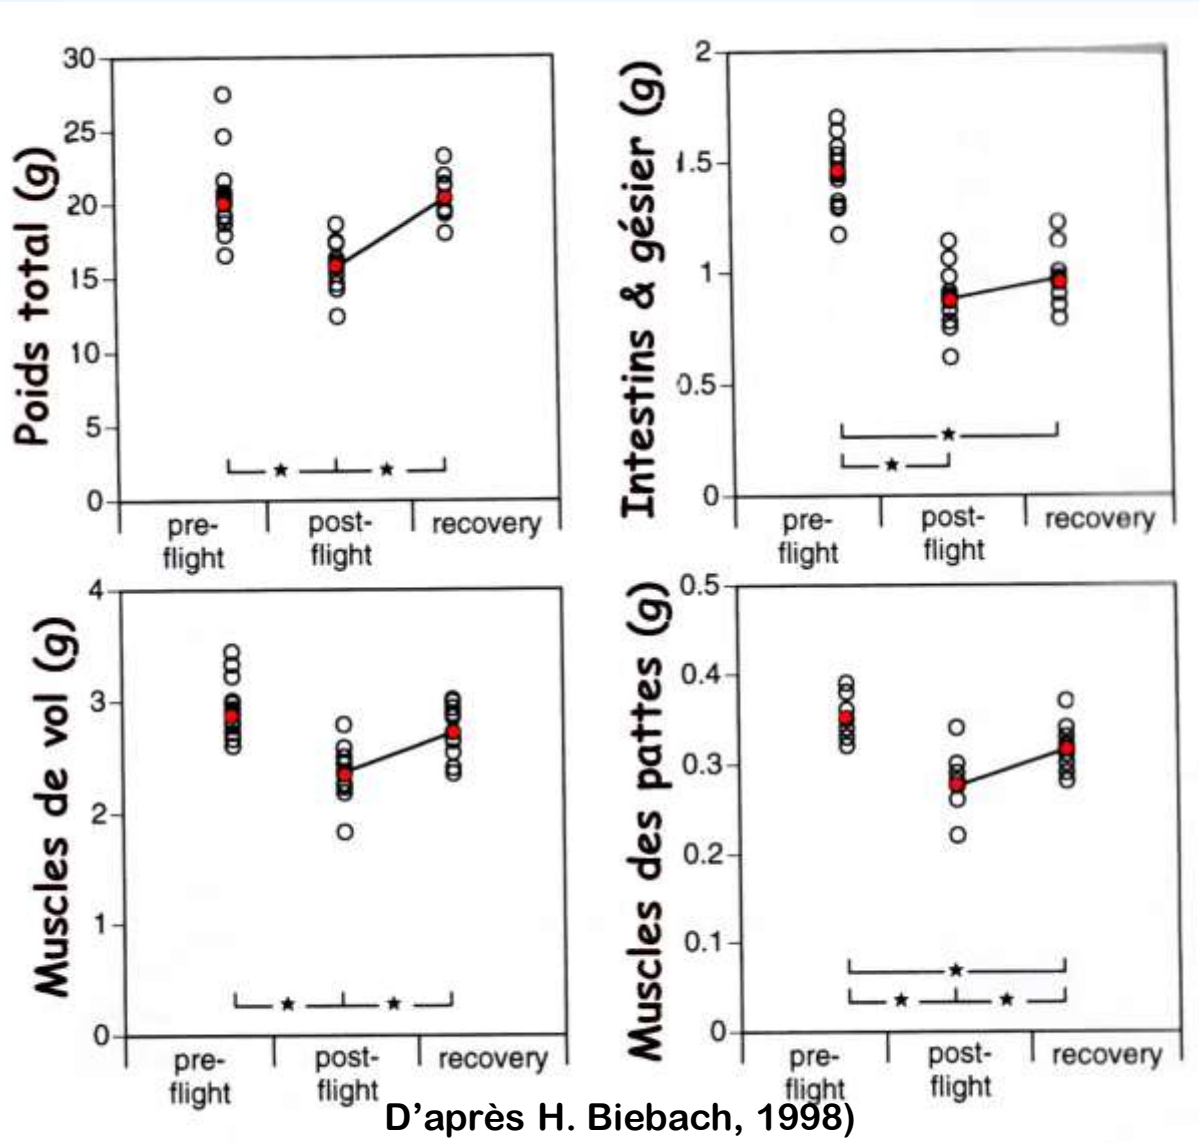 Poids total (g)
30
25
20
15
10
5
0
pre-
flight
post-
flight
recovery
Intestins & gésier (g)
2
1.5
1
0.5
0
pre-
flight
post-
flight
recovery
Muscles de vol (g)
4
3
2
1
0
pre-
flight
post-
flight
recovery
Muscles des pattes (g)
0.5
0.4
0.3
0.2
0.1
0
pre-
flight
post-
flight
recovery
D'après H. Biebach, 1998)